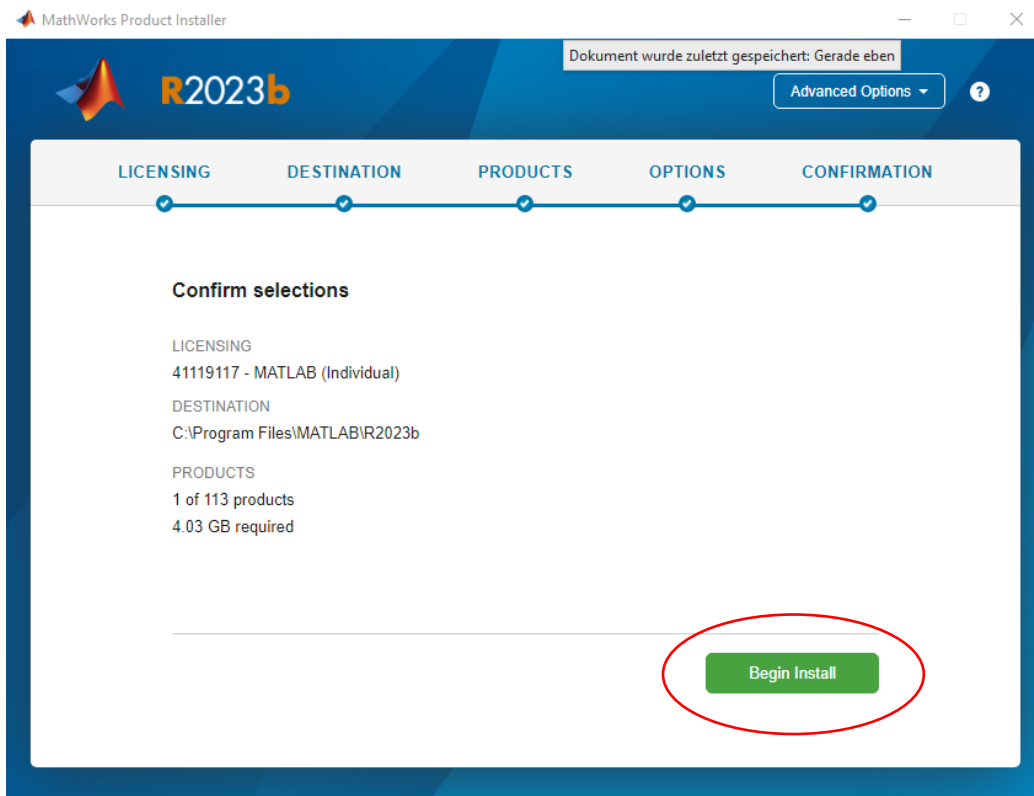 MathWorks Product Installer
Dokument wurde zuletzt gespeichert: Gerade eben
R2023b
Advanced Options
?
LICENSING DESTINATION PRODUCTS OPTIONS CONFIRMATION
Confirm selections
LICENSING
41119117 - MATLAB (Individual)
DESTINATION
C:\Program Files\MATLAB\R2023b
PRODUCTS
1 of 113 products
4.03 GB required
Begin Install